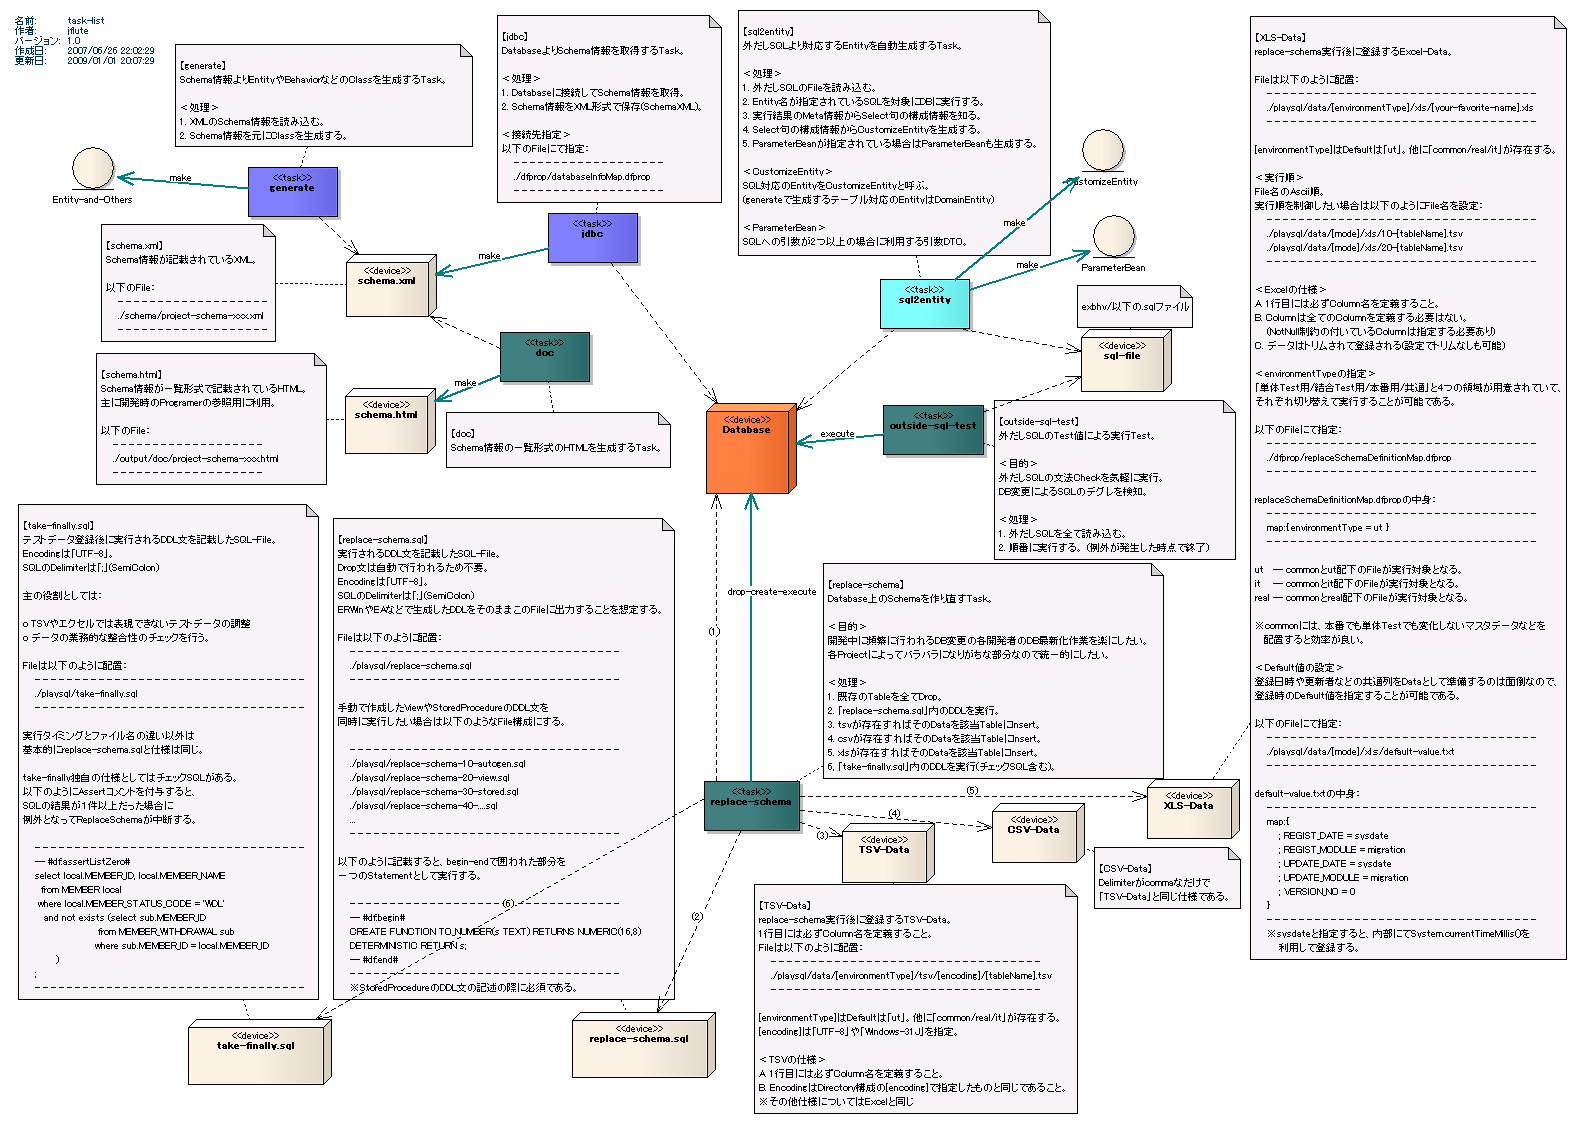 名前: task-list
作者: jflute
バージョン: 1.0
作成日: 2007/06/26 22:02:29
更新日: 2009/01/01 20:07:29
【generate】
Schema情報よりEntityやBehaviorなどのClassを生成するTask。
＜処理＞
1. XMLのSchema情報を読み込む。
2. Schema情報を元にClassを生成する。
【jdbc】
DatabaseよりSchema情報を取得するTask。
＜処理＞
1. Databaseに接続してSchema情報を取得。
2. Schema情報をXML形式で保存(SchemaXML)。
＜接続先指定＞
以下のFileにて指定:
- - - - - - - - - - - - - - - - - - - -
./dfprop/databaseInfoMap.dfprop
- - - - - - - - - - - - - - - - - - - -
【sql2entity】
外だしSQLより対応するEntityを自動生成するTask。
＜処理＞
1. 外だしSQLのFileを読み込む。
2. Entity名が指定されているSQLを対象にDBに実行する。
3. 実行結果のMeta情報からSelect句の構成情報を知る。
4. Select句の構成情報からCustomizeEntityを生成する。
5. ParameterBeanが指定されている場合はParameterBeanも生成する。
＜CustomizeEntity＞
SQL対応のEntityをCustomizeEntityと呼ぶ。
(generateで生成するテーブル対応のEntityはDomainEntity)
＜ParameterBean＞
SQLへの引数が2つ以上の場合に利用する引数DTO。
【XLS-Data】
replace-schema実行後に登録するExcel-Data。
Fileは以下のように配置:
- - - - - - - - - - - - - - - - - - - -
./playsql/data/[environmentType]/xls/[your-favorite-name].xls
- - - - - - - - - - - - - - - - - - - -
[environmentType]はDefaultは「ut」。他に「common/real/it」が存在する。
＜実行順＞
File名のAscii順。
実行順を制御したい場合は以下のようにFile名を設定:
- - - - - - - - - - - - - - - - - - - -
./playsql/data/[mode]/xls/10-[tableName].tsv
./playsql/data/[mode]/xls/20-[tableName].tsv
- - - - - - - - - - - - - - - - - - - -
＜Excelの仕様＞
A. 1行目には必ずColumn名を定義すること。
B. Columnは全てのColumnを定義する必要はない。
(NotNull制約の付いているColumnは指定する必要あり)
C. データはトリムされて登録される(設定でトリムなしも可能)
＜environmentTypeの指定＞
「単体Test用/結合Test用/本番用/共通」と4つの領域が用意されていて、
それぞれ切り替えて実行することが可能である。
以下のFileにて指定:
- - - - - - - - - - - - - - - - - - - -
./dfprop/replaceSchemaDefinitionMap.dfprop
- - - - - - - - - - - - - - - - - - - -
replaceSchemaDefinitionMap.dfpropの中身:
- - - - - - - - - - - - - - - - - - - -
map:{ environmentType = ut }
- - - - - - - - - - - - - - - - - - - -
ut -- commonとut配下のFileが実行対象となる。
it -- commonとit配下のFileが実行対象となる。
real -- commonとreal配下のFileが実行対象となる。
※commonには、本番でも単体Testでも変化しないマスタデータなどを
配置すると効率が良い。
＜Default値の設定＞
登録日時や更新者などの共通列をDataとして準備するのは面倒なので、
登録時のDefault値を指定することが可能である。
以下のFileにて指定:
- - - - - - - - - - - - - - - - - - - -
./playsql/data/[mode]/xls/default-value.txt
- - - - - - - - - - - - - - - - - - - -
default-value.txtの中身:
- - - - - - - - - - - - - - - - - - - -
map:{
; REGIST_DATE = sysdate
; REGIST_MODULE = migration
; UPDATE_DATE = sysdate
; UPDATE_MODULE = migration
; VERSION_NO = 0
}
- - - - - - - - - - - - - - - - - - - -
※sysdateと指定すると、内部にてSystem.currentTimeMillis()を
利用して登録する。
Entity-and-Others
make
<<task>>
generate
<<task>>
jdbc
make
<<device>>
schema.xml
【schema.xml】
Schema情報が記載されているXML。
以下のFile:
- - - - - - - - - - - - - - - - - - - -
./schema/project-schema-xxx.xml
- - - - - - - - - - - - - - - - - - - -
CustomizeEntity
make
ParameterBean
make
<<task>>
sql2entity
exbhv/以下の.sqlファイル
<<device>>
sql-file
<<task>>
doc
make
<<device>>
schema.html
【schema.html】
Schema情報が一覧形式で記載されているHTML。
主に開発時のProgramerの参照用に利用。
以下のFile:
- - - - - - - - - - - - - - - - - - - -
./output/doc/project-schema-xxx.html
- - - - - - - - - - - - - - - - - - - -
【doc】
Schema情報の一覧形式のHTMLを生成するTask。
<<device>>
Database
execute
<<task>>
outside-sql-test
【outside-sql-test】
外だしSQLのTest値による実行Test。
＜目的＞
外だしSQLの文法Checkを気軽に実行。
DB変更によるSQLのデグレを検知。
＜処理＞
1. 外だしSQLを全て読み込む。
2. 順番に実行する。(例外が発生した時点で終了)
【take-finally.sql】
テストデータ登録後に実行されるDDL文を記載したSQL-File。
Encodingは「UTF-8」。
SQLのDelimiterは「;」(SemiColon)
主の役割としては:
o TSVやエクセルでは表現できないテストデータの調整
o データの業務的な整合性のチェックを行う。
Fileは以下のように配置:
- - - - - - - - - - - - - - - - - - - -
./playsql/take-finally.sql
- - - - - - - - - - - - - - - - - - - -
実行タイミングとファイル名の違い以外は
基本的にreplace-schema.sqlと仕様は同じ。
take-finally独自の仕様としてはチェックSQLがある。
以下のようにAssertコメントを付与すると、
SQLの結果が1件以上だった場合に
例外となってReplaceSchemaが中断する。
- - - - - - - - - - - - - - - - - - - -
-- #df:assertListZero#
select local.MEMBER_ID, local.MEMBER_NAME
from MEMBER local
where local.MEMBER_STATUS_CODE = 'WDL'
and not exists (select sub.MEMBER_ID
from MEMBER_WITHDRAWAL sub
where sub.MEMBER_ID = local.MEMBER_ID
)
;
- - - - - - - - - - - - - - - - - - - -
【replace-schema.sql】
実行されるDDL文を記載したSQL-File。
Drop文は自動で行われるため不要。
Encodingは「UTF-8」。
SQLのDelimiterは「;」(SemiColon)
ERWinやEAなどで生成したDDLをそのままこのFileに出力することを想定する。
Fileは以下のように配置:
- - - - - - - - - - - - - - - - - - - -
./playsql/replace-schema.sql
- - - - - - - - - - - - - - - - - - - -
手動で作成したViewやStoredProcedureのDDL文を
同時に実行したい場合は以下のようなFile構成にする。
- - - - - - - - - - - - - - - - - - - -
./playsql/replace-schema-10-autogen.sql
./playsql/replace-schema-20-view.sql
./playsql/replace-schema-30-stored.sql
./playsql/replace-schema-40-....sql
...
- - - - - - - - - - - - - - - - - - - -
以下のように記載すると、begin-endで囲われた部分を
一つのStatementとして実行する。
- - - - - - - - - - - - - - - - - - - -
-- #df:begin#
CREATE FUNCTION TO_NUMBER(s TEXT) RETURNS NUMERIC(16,8)
DETERMINISTIC RETURN s;
-- #df:end#
- - - - - - - - - - - - - - - - - - - -
※StoredProcedureのDDL文の記述の際に必須である。
(1)
drop-create-execute
【replace-schema】
Database上のSchemaを作り直すTask。
＜目的＞
開発中に頻繁に行われるDB変更の各開発者のDB最新化作業を楽にしたい。
各Projectによってバラバラになりがちな部分なので統一的にしたい。
＜処理＞
1. 既存のTableを全てDrop。
2. 「replace-schema.sql」内のDDLを実行。
3. tsvが存在すればそのDataを該当TableにInsert。
4. csvが存在すればそのDataを該当TableにInsert。
5. xlsが存在すればそのDataを該当TableにInsert。
6. 「take-finally.sql」内のDDLを実行(チェックSQL含む)。
<<task>>
replace-schema
(5)
(4)
(3)
(2)
(6)
<<device>>
XLS-Data
<<device>>
CSV-Data
<<device>>
TSV-Data
【CSV-Data】
Delimiterがcommaなだけで
「TSV-Data」と同じ仕様である。
【TSV-Data】
replace-schema実行後に登録するTSV-Data。
1行目には必ずColumn名を定義すること。
Fileは以下のように配置:
- - - - - - - - - - - - - - - - - - - -
./playsql/data/[environmentType]/tsv/[encoding]/[tableName].tsv
- - - - - - - - - - - - - - - - - - - -
[environmentType]はDefaultは「ut」。他に「common/real/it」が存在する。
[encoding]は「UTF-8」や「Windows-31J」を指定。
＜TSVの仕様＞
A. 1行目には必ずColumn名を定義すること。
B. EncodingはDirectory構成の[encoding]で指定したものと同じであること。
※その他仕様についてはExcelと同じ
<<device>>
take-finally.sql
<<device>>
replace-schema.sql